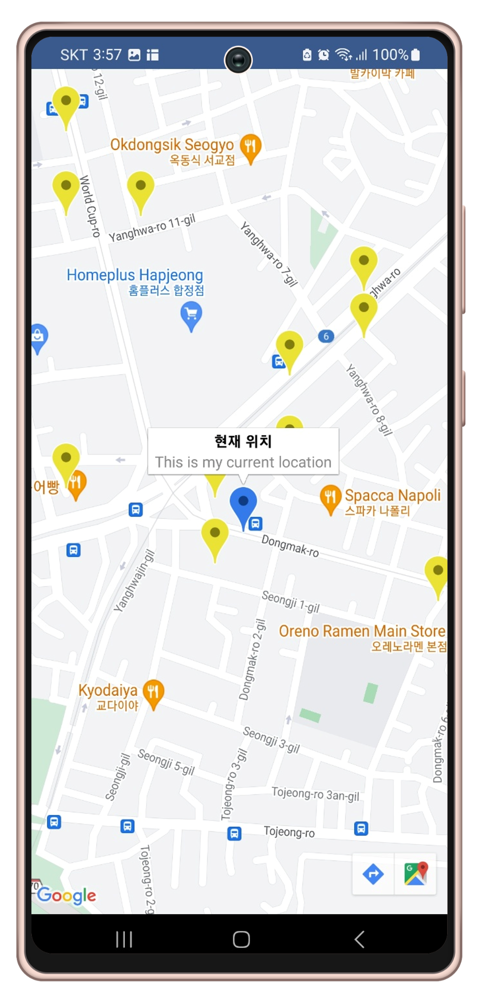 SKT 3:57
100%
발카이막 카페
12-gil
Okdongsik Seogyo
옥동식 서교점
World Cup-ro
Yanghwa-ro 11-gil
Yanghwa-ro 7-gil
Homeplus Hapjeong
홈플러스 합정점
ghwa-ro
6
Yanghwa-ro 8-gil
현재 위치
This is my current location
어빵
Spacca Napoli
스파카 나폴리
Dongmak-ro
Yanghwajin-gil
Seongji 1-gil
Oreno Ramen Main Store
오레노라멘 본점
Dongmak-ro 2-gil
Kyodaiya
교다이야
Seongji 3-gil
Dongmak-ro 6-
Seongji 5-gil
Seongji-gil
Tojeong-ro 3-gil
Tojeong-ro 3an-gil
Tojeong-ro
Tojeong-ro 2-g
G
70
Google